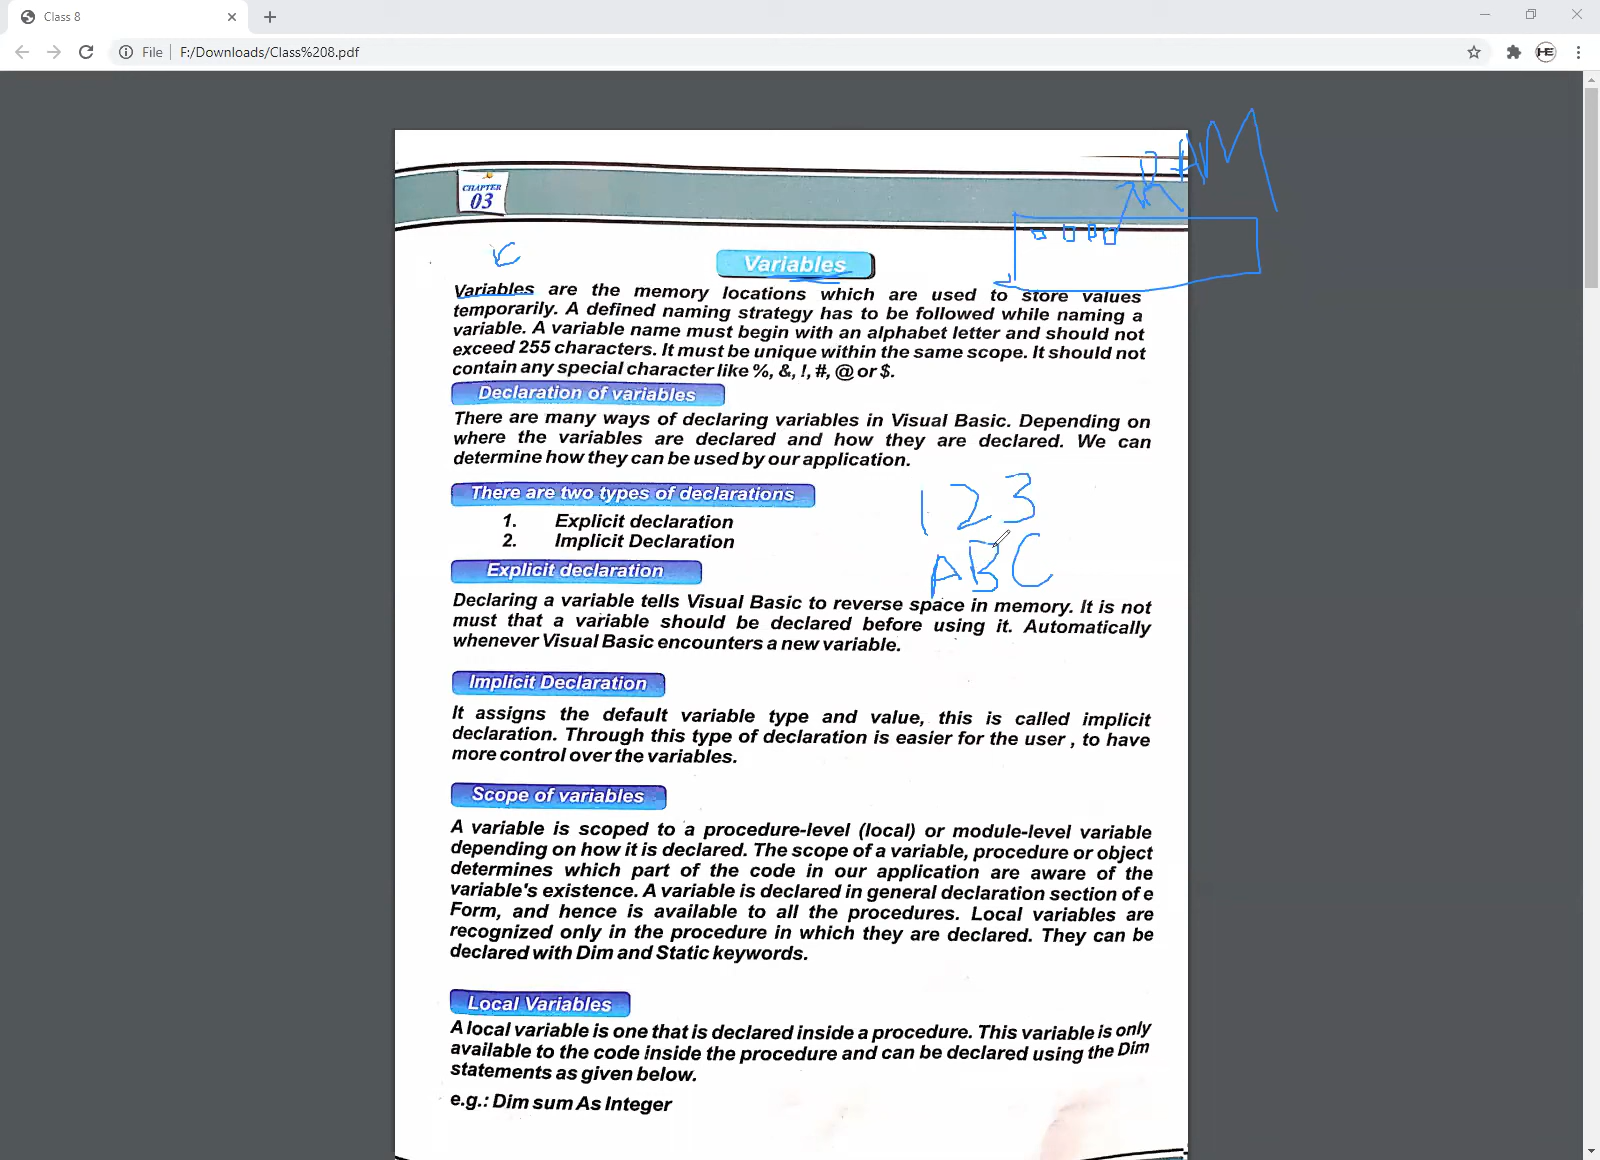 Class 8
File F:/Downloads/Class%208.pdf
RAM
CHAPTER
03
Variables
Variables are the memory locations which are used to store values
temporarily. A defined naming strategy has to be followed while naming a
variable. A variable name must begin with an alphabet letter and should not
exceed 255 characters. It must be unique within the same scope. It should not
contain any special character like %, &, !, #, @ or $.
Declaration of variables
There are many ways of declaring variables in Visual Basic. Depending on
where the variables are declared and how they are declared. We can
determine how they can be used by our application.
There are two types of declarations
1. Explicit declaration
2. Implicit Declaration
1 2 3
A B C
Explicit declaration
Declaring a variable tells Visual Basic to reverse space in memory. It is not
must that a variable should be declared before using it. Automatically
whenever Visual Basic encounters a new variable.
Implicit Declaration
It assigns the default variable type and value, this is called implicit
declaration. Through this type of declaration is easier for the user , to have
more control over the variables.
Scope of variables
A variable is scoped to a procedure-level (local) or module-level variable
depending on how it is declared. The scope of a variable, procedure or object
determines which part of the code in our application are aware of the
variable's existence. A variable is declared in general declaration section of e
Form, and hence is available to all the procedures. Local variables are
recognized only in the procedure in which they are declared. They can be
declared with Dim and Static keywords.
Local Variables
A local variable is one that is declared inside a procedure. This variable is only
available to the code inside the procedure and can be declared using the Dim
statements as given below.
e.g.: Dim sum As Integer